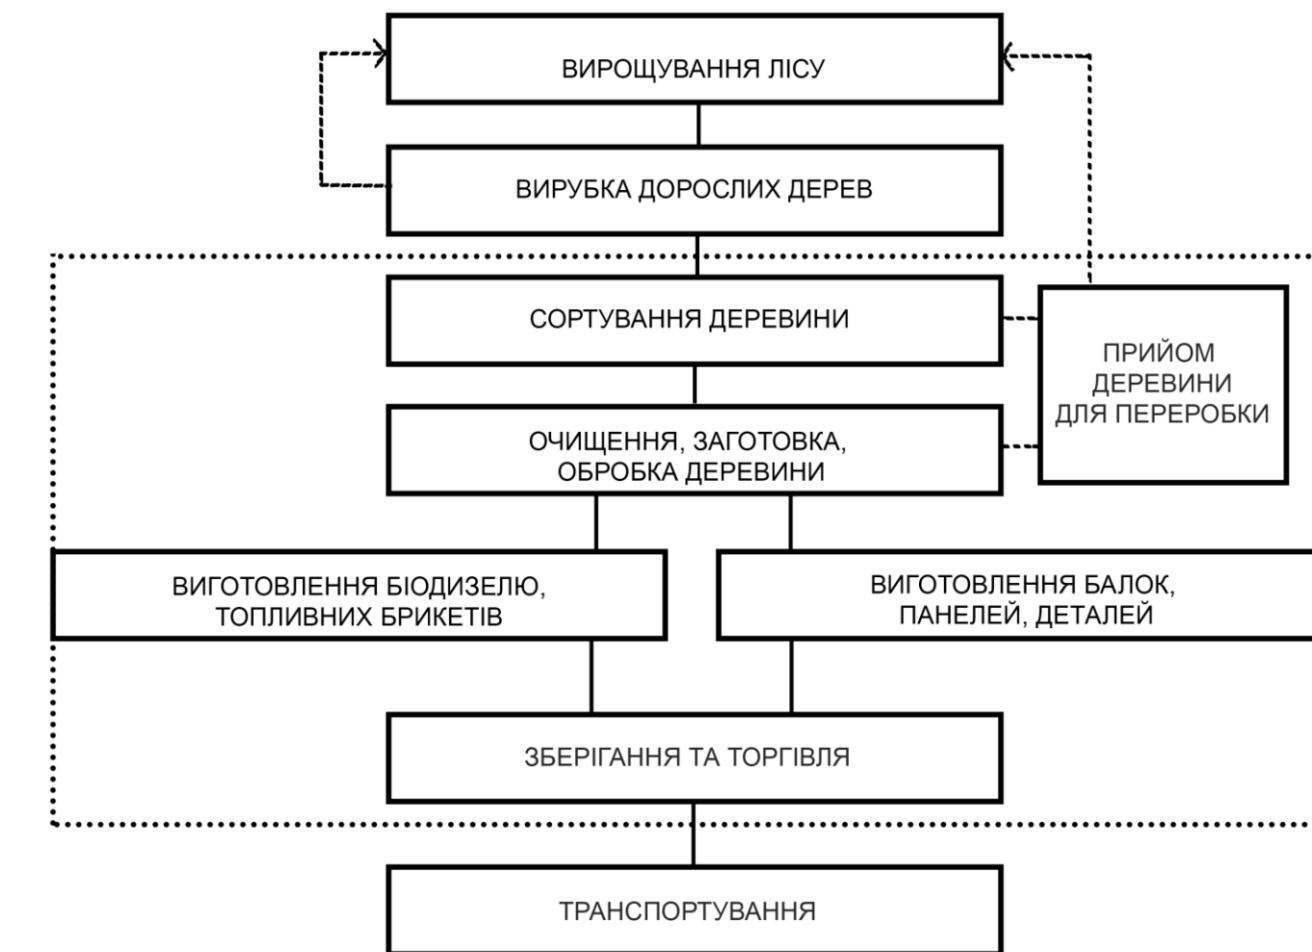 ВИРОЩУВАННЯ ЛІСУ
ВИРУБКА ДОРОСЛИХ ДЕРЕВ
СОРТУВАННЯ ДЕРЕВИНИ
ПРИЙОМ
ДЕРЕВИНИ
ДЛЯ ПЕРЕРОБКИ
ОЧИЩЕННЯ, ЗАГОТОВКА,
ОБРОБКА ДЕРЕВИНИ
ВИГОТОВЛЕННЯ БІОДИЗЕЛЮ,
ТОПЛИВНИХ БРИКЕТІВ
ВИГОТОВЛЕННЯ БАЛОК,
ПАНЕЛЕЙ, ДЕТАЛЕЙ
ЗБЕРІГАННЯ ТА ТОРГІВЛЯ
ТРАНСПОРТУВАННЯ